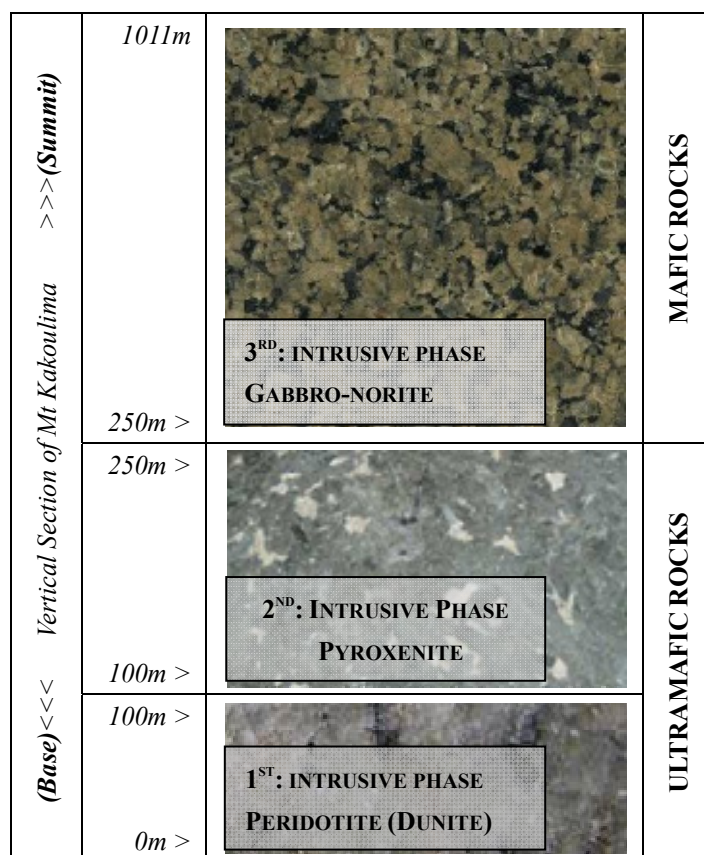 1011m
>>>(Summit)
Vertical Section of Mt Kakoulima
(Base)<<<
3RD: INTRUSIVE PHASE
GABBRO-NORITE
250m >
MAFIC ROCKS
250m >
2ND: INTRUSIVE PHASE
PYROXENITE
100m >
100m >
1ST: INTRUSIVE PHASE
PERIDOTITE (DUNITE)
0m >
ULTRAMAFIC ROCKS